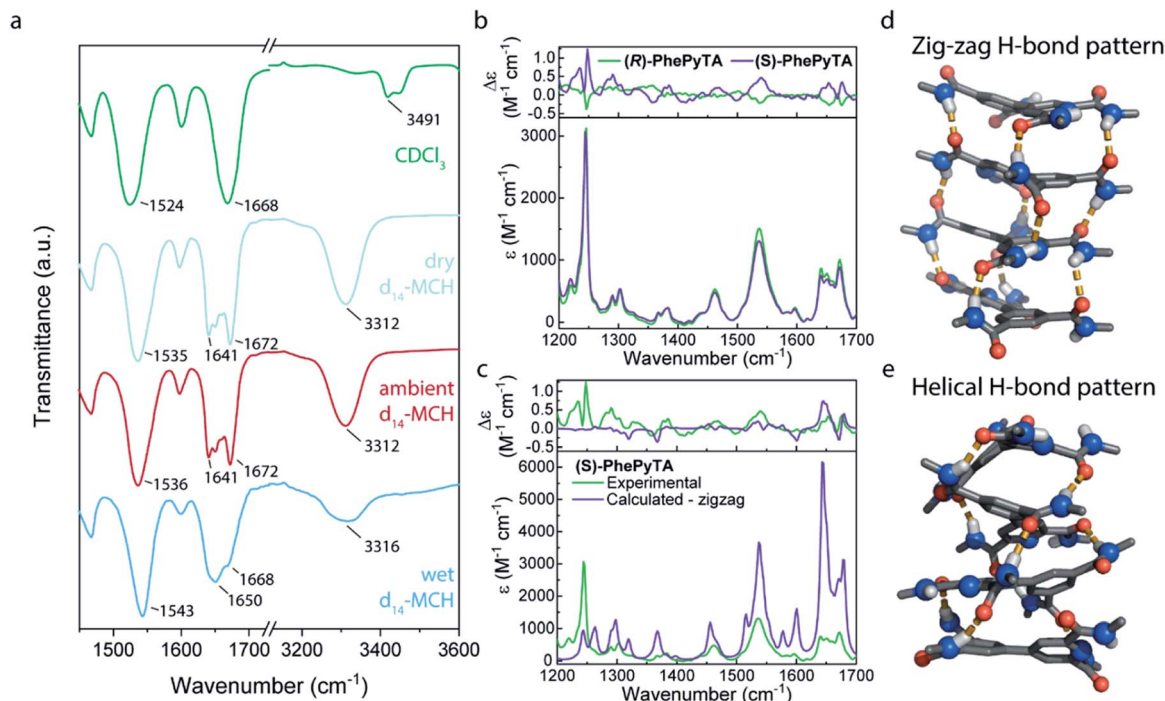 a
Transmittance (a.u.)
3491
CDCl₃
1524
1668
dry
d₁₄-MCH
3312
1535
1641
1672
ambient
d₁₄-MCH
3312
1641
1536
1672
3316
1668
wet
1650
d₁₄-MCH
1543
1500 1600 1700 3200 3400 3600
Wavenumber (cm⁻¹)
b
Δε
(M⁻¹ cm⁻¹)
1.0
0.5
0.0
-0.5
(R)-PhePyTA (S)-PhePyTA
ε (M⁻¹ cm⁻¹)
3000
2000
1000
0
1200 1300 1400 1500 1600 1700
Wavenumber (cm⁻¹)
c
Δε
(M⁻¹ cm⁻¹)
1.0
0.5
0.0
-0.5
(S)-PhePyTA
Experimental
Calculated - zigzag
ε (M⁻¹ cm⁻¹)
6000
5000
4000
3000
2000
1000
0
1200 1300 1400 1500 1600 1700
Wavenumber (cm⁻¹)
d
Zig-zag H-bond pattern
e
Helical H-bond pattern